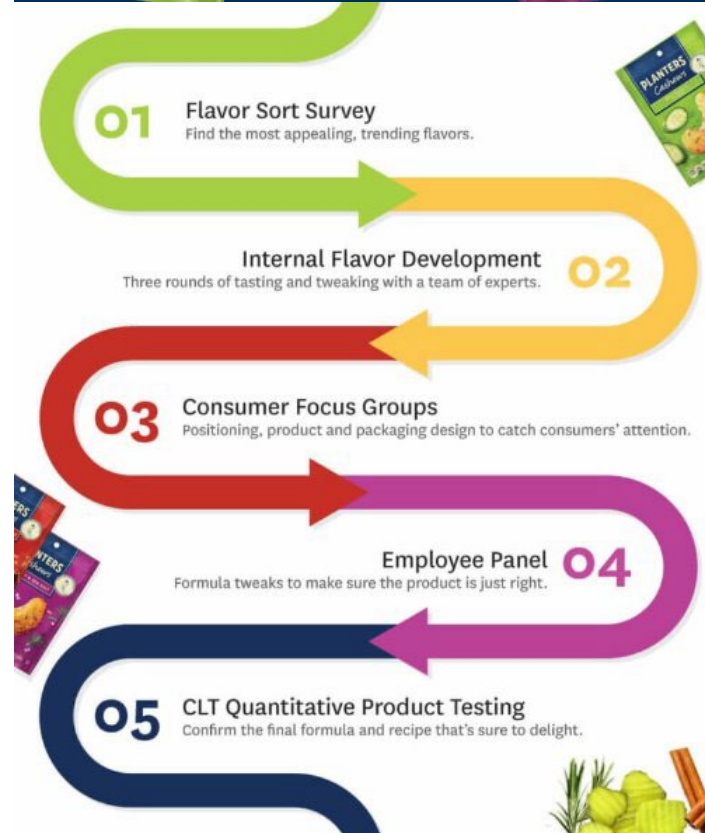 PLANTERS
Cashews
01
Flavor Sort Survey
Find the most appealing, trending flavors.
Internal Flavor Development
02
Three rounds of tasting and tweaking with a team of experts.
03
Consumer Focus Groups
Positioning, product and packaging design to catch consumers’ attention.
Employee Panel
04
Formula tweaks to make sure the product is just right.
05
CLT Quantitative Product Testing
Confirm the final formula and recipe that’s sure to delight.